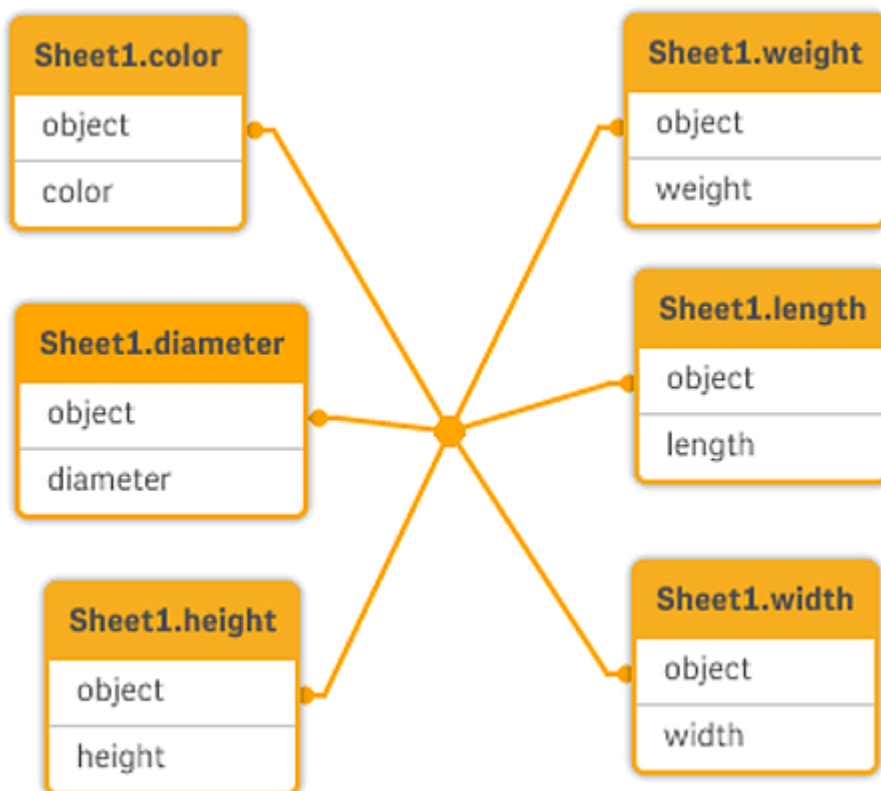 Sheet1.color
object
color
Sheet1.weight
object
weight
Sheet1.diameter
object
diameter
Sheet1.length
object
length
Sheet1.height
object
height
Sheet1.width
object
width